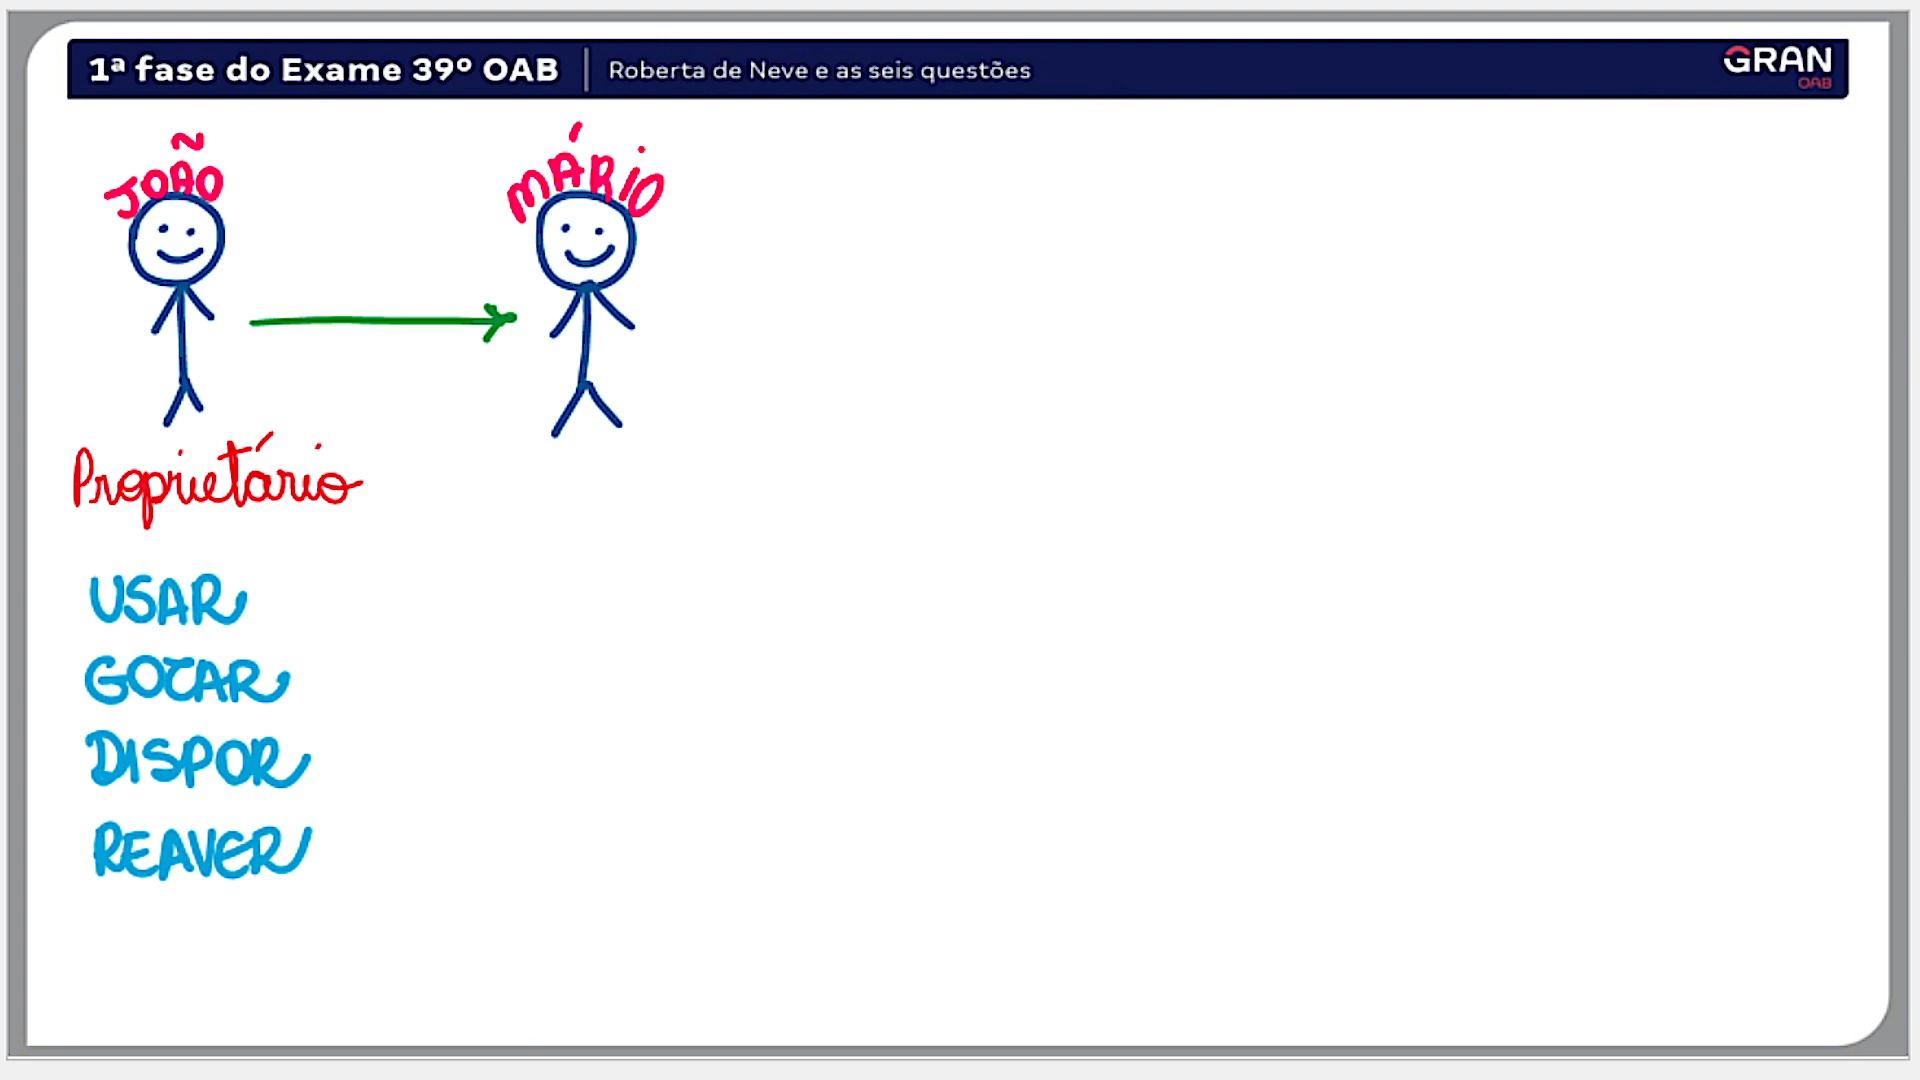 1ª fase do Exame 39º OAB | Roberta de Neve e as seis questões
GRAN
OAB
JOÃO
MÁRIO
Proprietário
USAR
GOZAR
DISPOR
REAVER